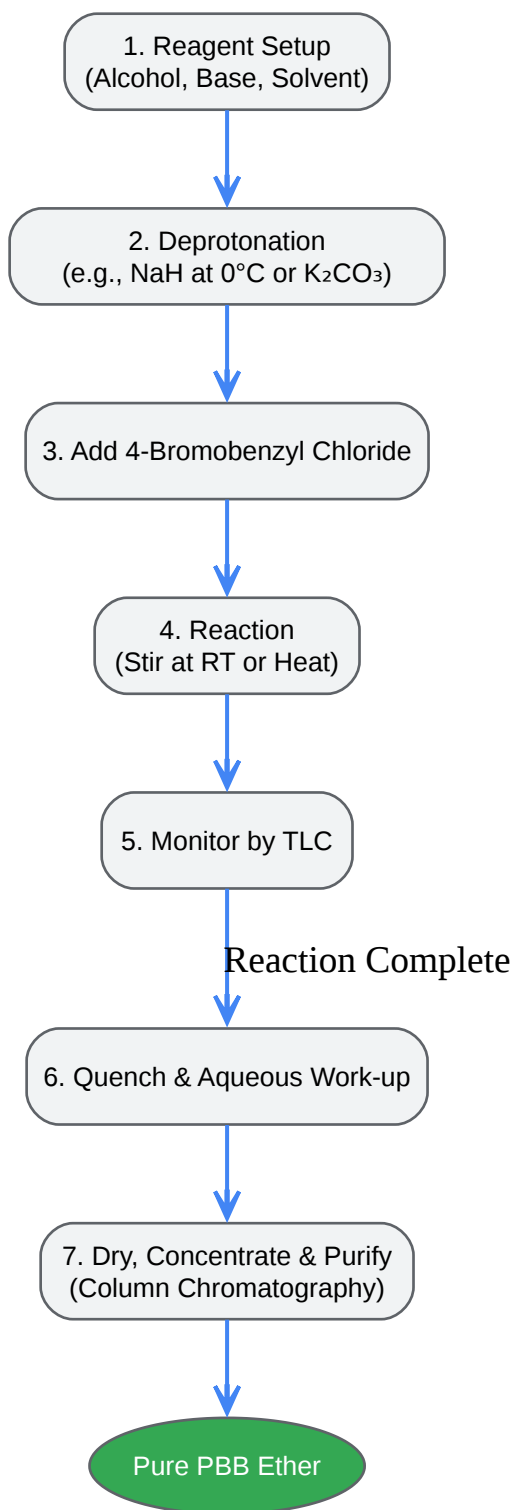 1. Reagent Setup
(Alcohol, Base, Solvent)
2. Deprotonation
(e.g., NaH at 0°C or K₂CO₃)
3. Add 4-Bromobenzyl Chloride
4. Reaction
(Stir at RT or Heat)
5. Monitor by TLC
Reaction Complete
6. Quench & Aqueous Work-up
7. Dry, Concentrate & Purify
(Column Chromatography)
Pure PBB Ether